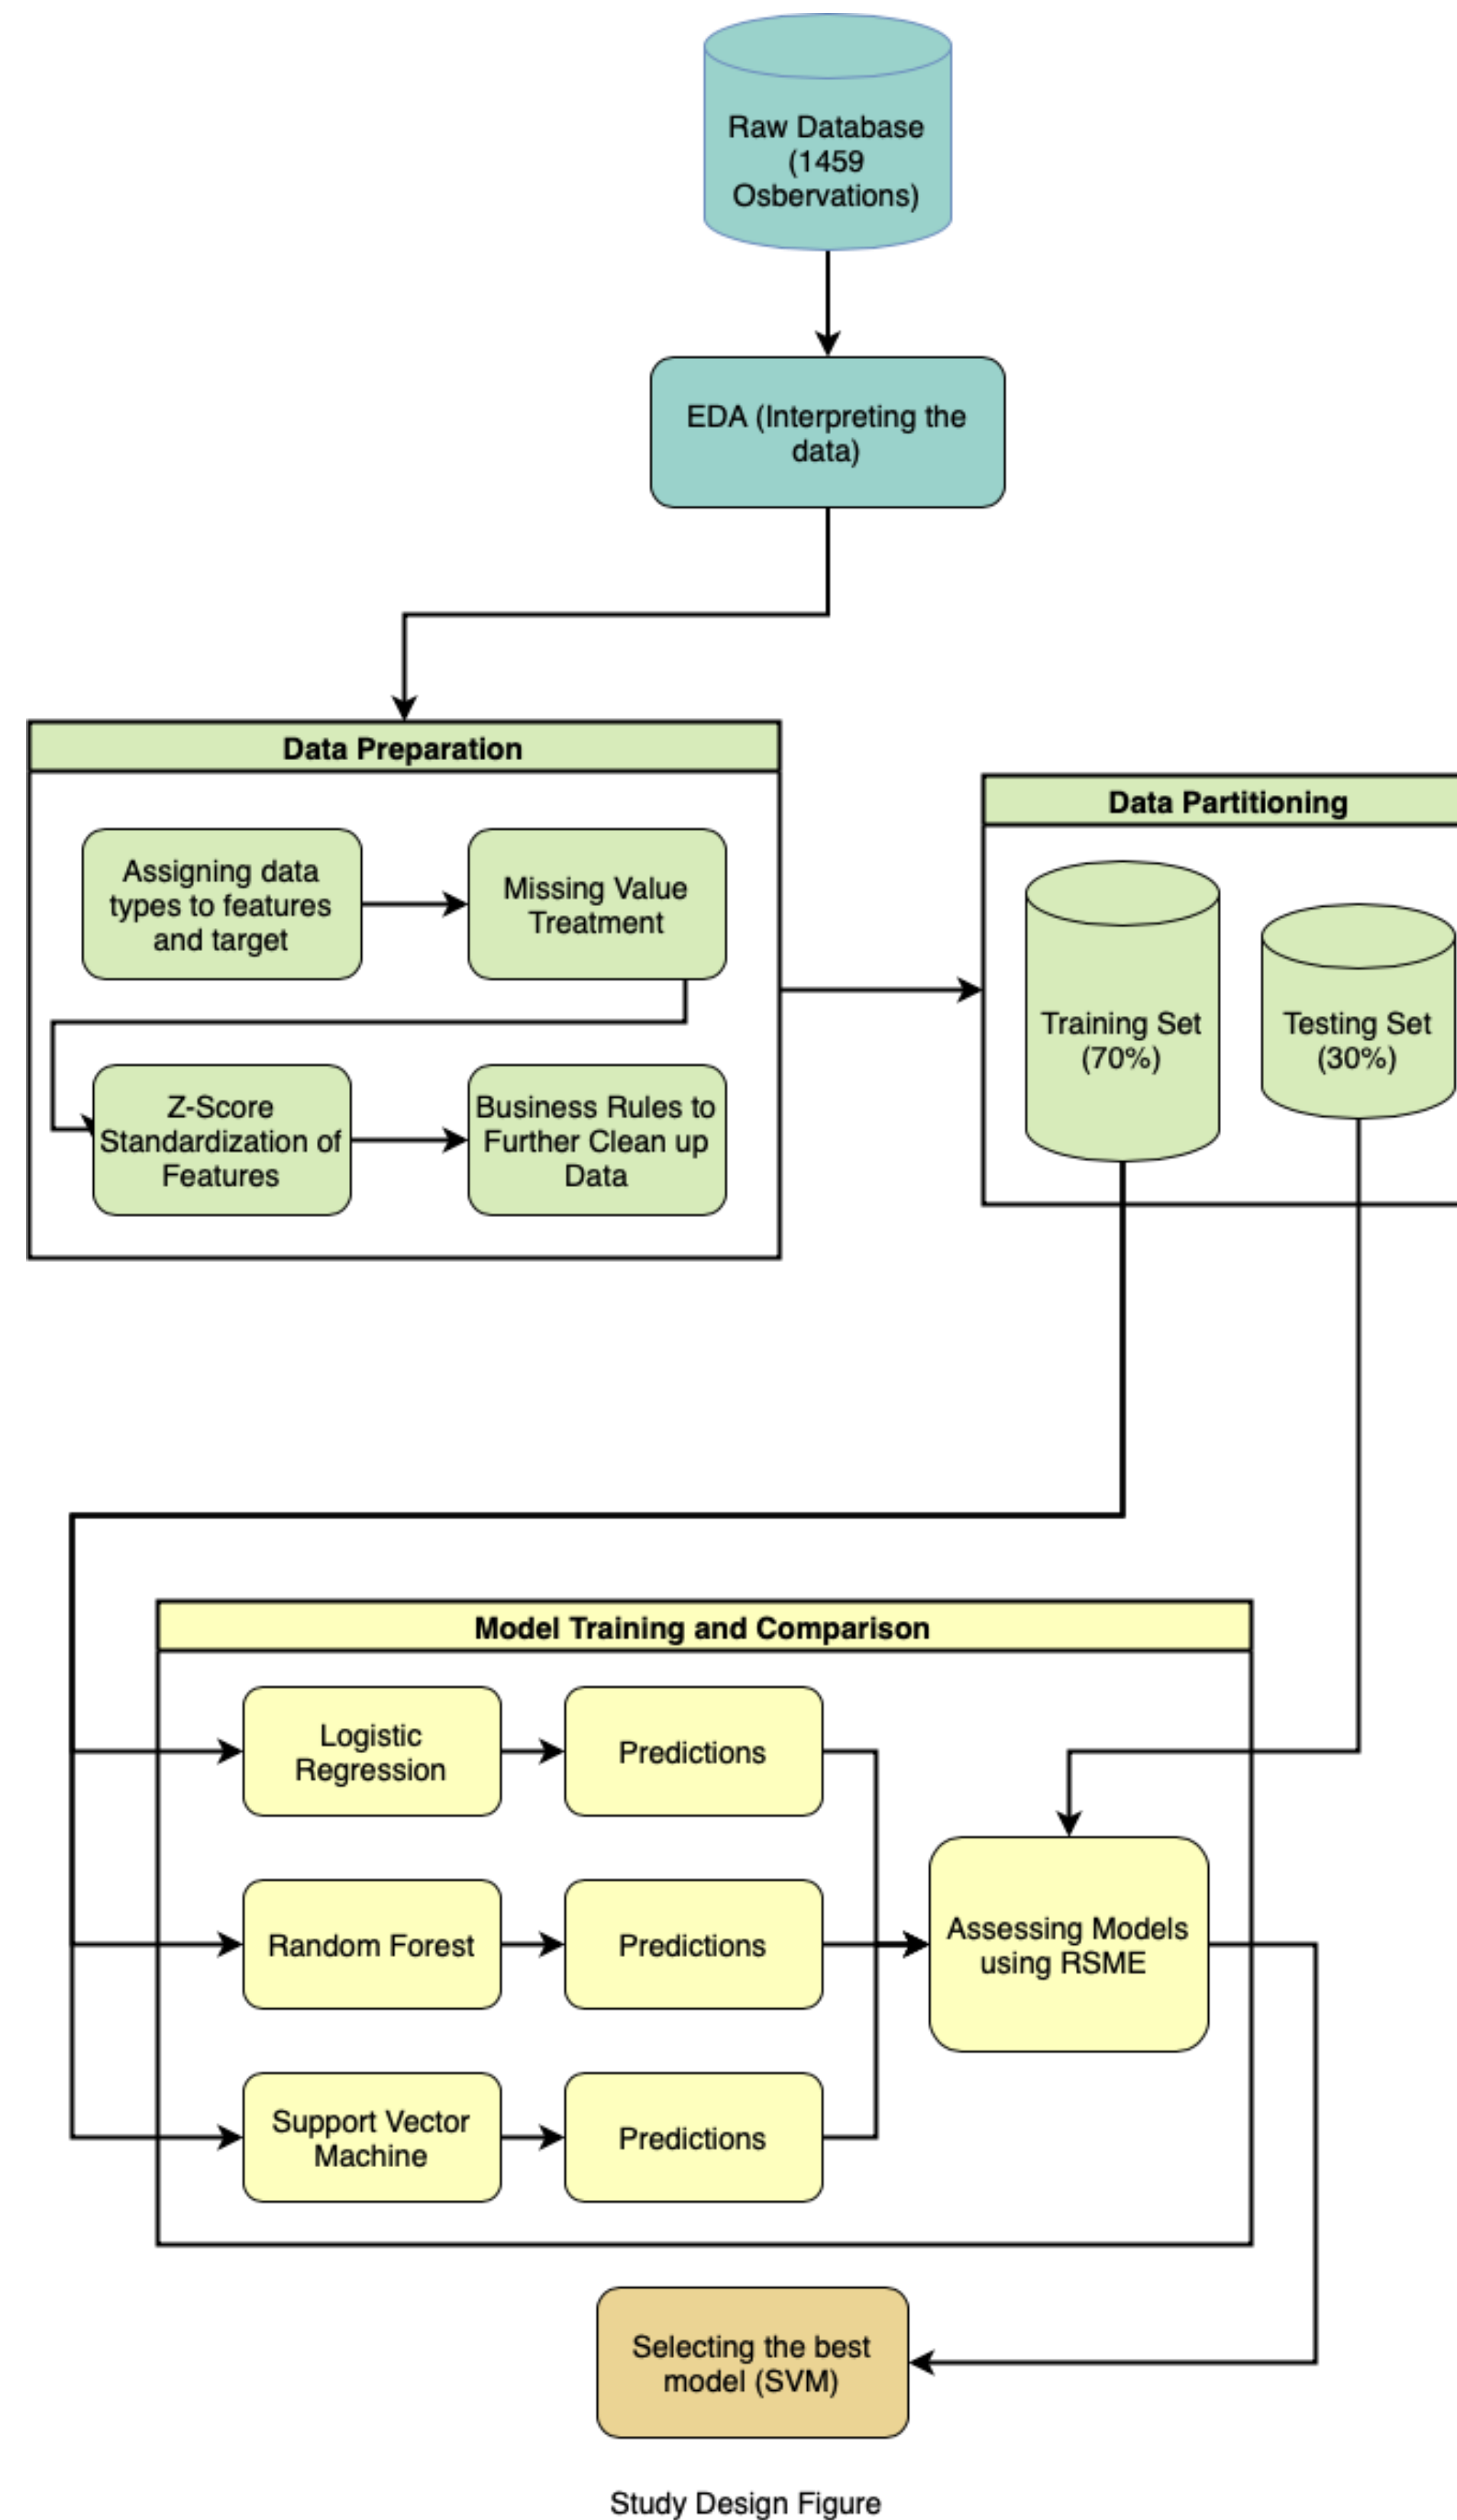 Raw Database
(1459
Osbervations)
EDA (Interpreting the
data)
Data Preparation
Assigning data
types to features
and target
Missing Value
Treatment
Z-Score
Standardization of
Features
Business Rules to
Further Clean up
Data
Data Partitioning
Training Set
(70%)
Testing Set
(30%)
Model Training and Comparison
Logistic
Regression
Predictions
Random Forest
Predictions
Support Vector
Machine
Predictions
Assessing Models
using RSME
Selecting the best
model (SVM)
Study Design Figure